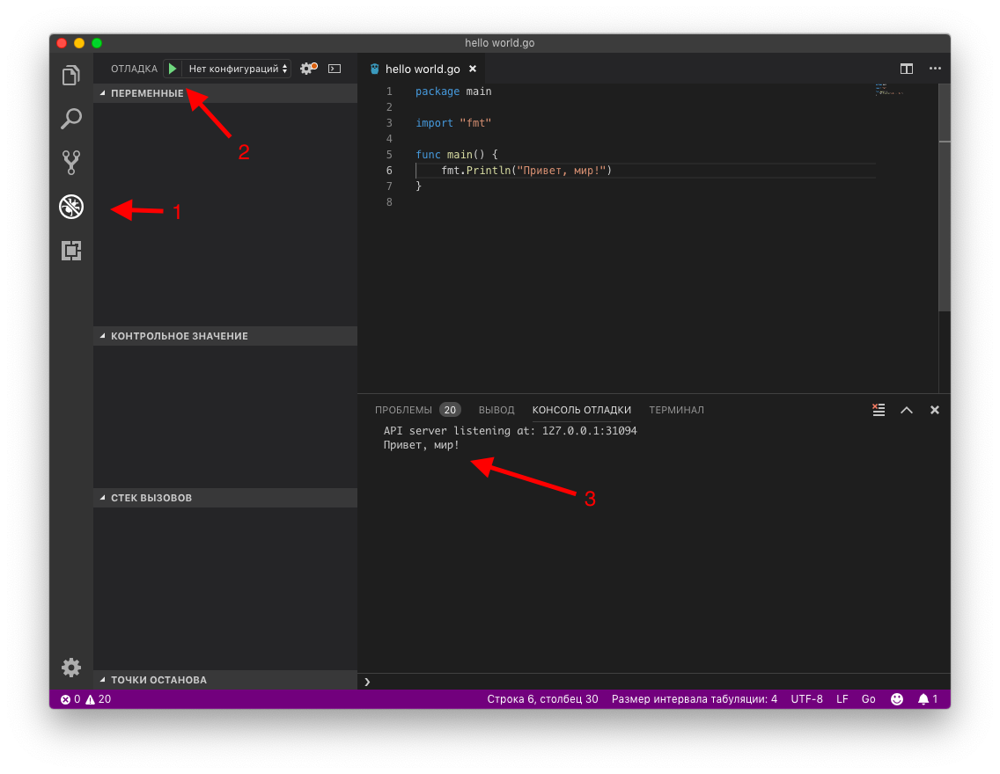 hello world.go
ОТЛАДКА Нет конфигураций
hello world.go
ПЕРЕМЕННЫЕ
2
1
1 package main
2
3 import "fmt"
4
5 func main() {
6 fmt.Println("Привет, мир!")
7 }
8
КОНТРОЛЬНОЕ ЗНАЧЕНИЕ
СТЕК ВЫЗОВОВ
ТОЧКИ ОСТАНОВА
ПРОБЛЕМЫ 20 ВЫВОД КОНСОЛЬ ОТЛАДКИ ТЕРМИНАЛ
API server listening at: 127.0.0.1:31094
Привет, мир!
3
0 20 Строка 6, столбец 30 Размер интервала табуляции: 4 UTF-8 LF Go 1